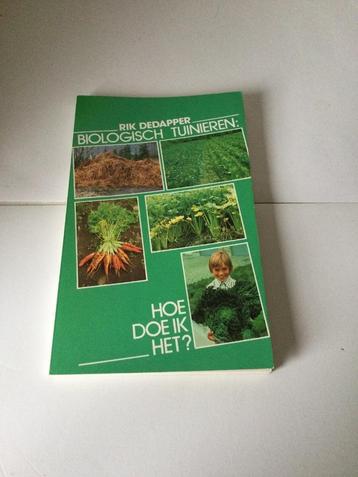 RIK DEDAPPER
BIOLOGISCH TUINIEREN:
HOE
DOE IK
HET?